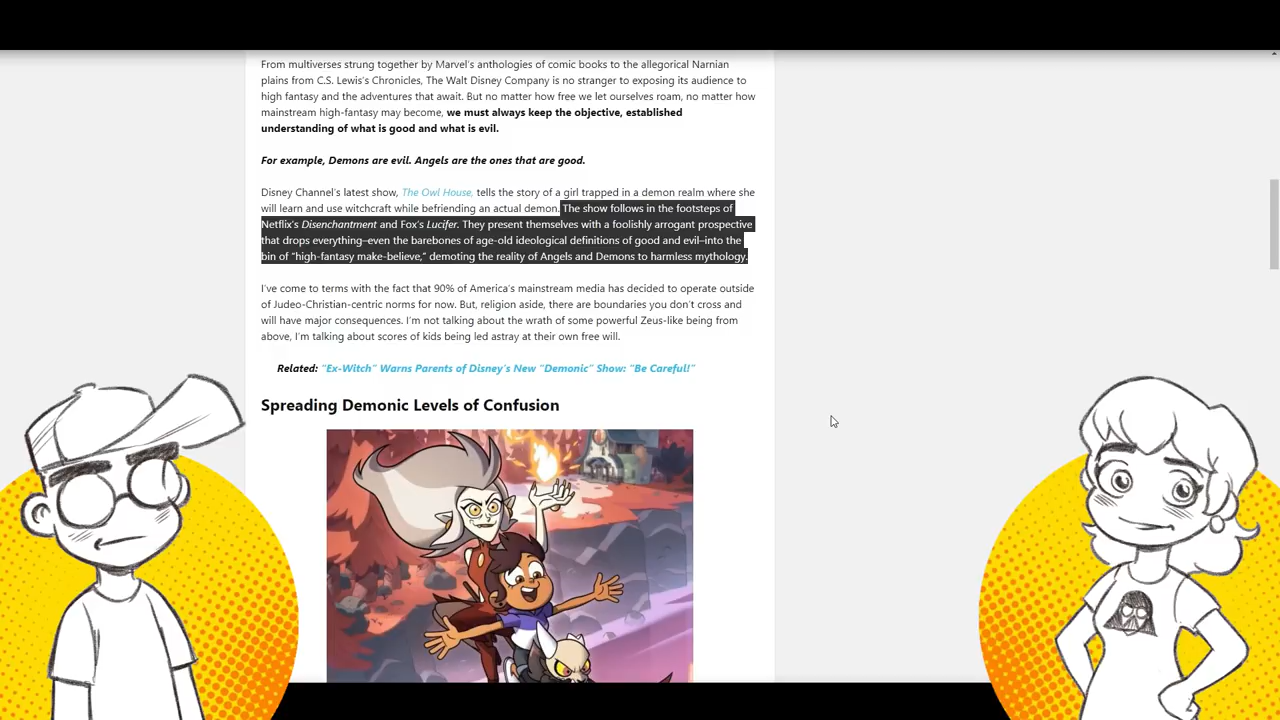 From multiverses strung together by Marvel's anthologies of comic books to the allegorical Narnian
plains from C.S. Lewis's Chronicles, The Walt Disney Company is no stranger to exposing its audience to
high fantasy and the adventures that await. But no matter how free we let ourselves roam, no matter how
mainstream high-fantasy may become, we must always keep the objective, established
understanding of what is good and what is evil.
For example, Demons are evil. Angels are the ones that are good.
Disney Channel's latest show, The Owl House, tells the story of a girl trapped in a demon realm where she
will learn and use witchcraft while befriending an actual demon. The show follows in the footsteps of
Netflix's Disenchantment and Fox's Lucifer. They present themselves with a foolishly arrogant prospective
that drops everything–even the barebones of age-old ideological definitions of good and evil–into the
bin of “high-fantasy make-believe,” demoting the reality of Angels and Demons to harmless mythology.
I've come to terms with the fact that 90% of America's mainstream media has decided to operate outside
of Judeo-Christian-centric norms for now. But, religion aside, there are boundaries you don't cross and
will have major consequences. I'm not talking about the wrath of some powerful Zeus-like being from
above, I'm talking about scores of kids being led astray at their own free will.
Related: “Ex-Witch” Warns Parents of Disney's New “Demonic” Show: “Be Careful!”
Spreading Demonic Levels of Confusion